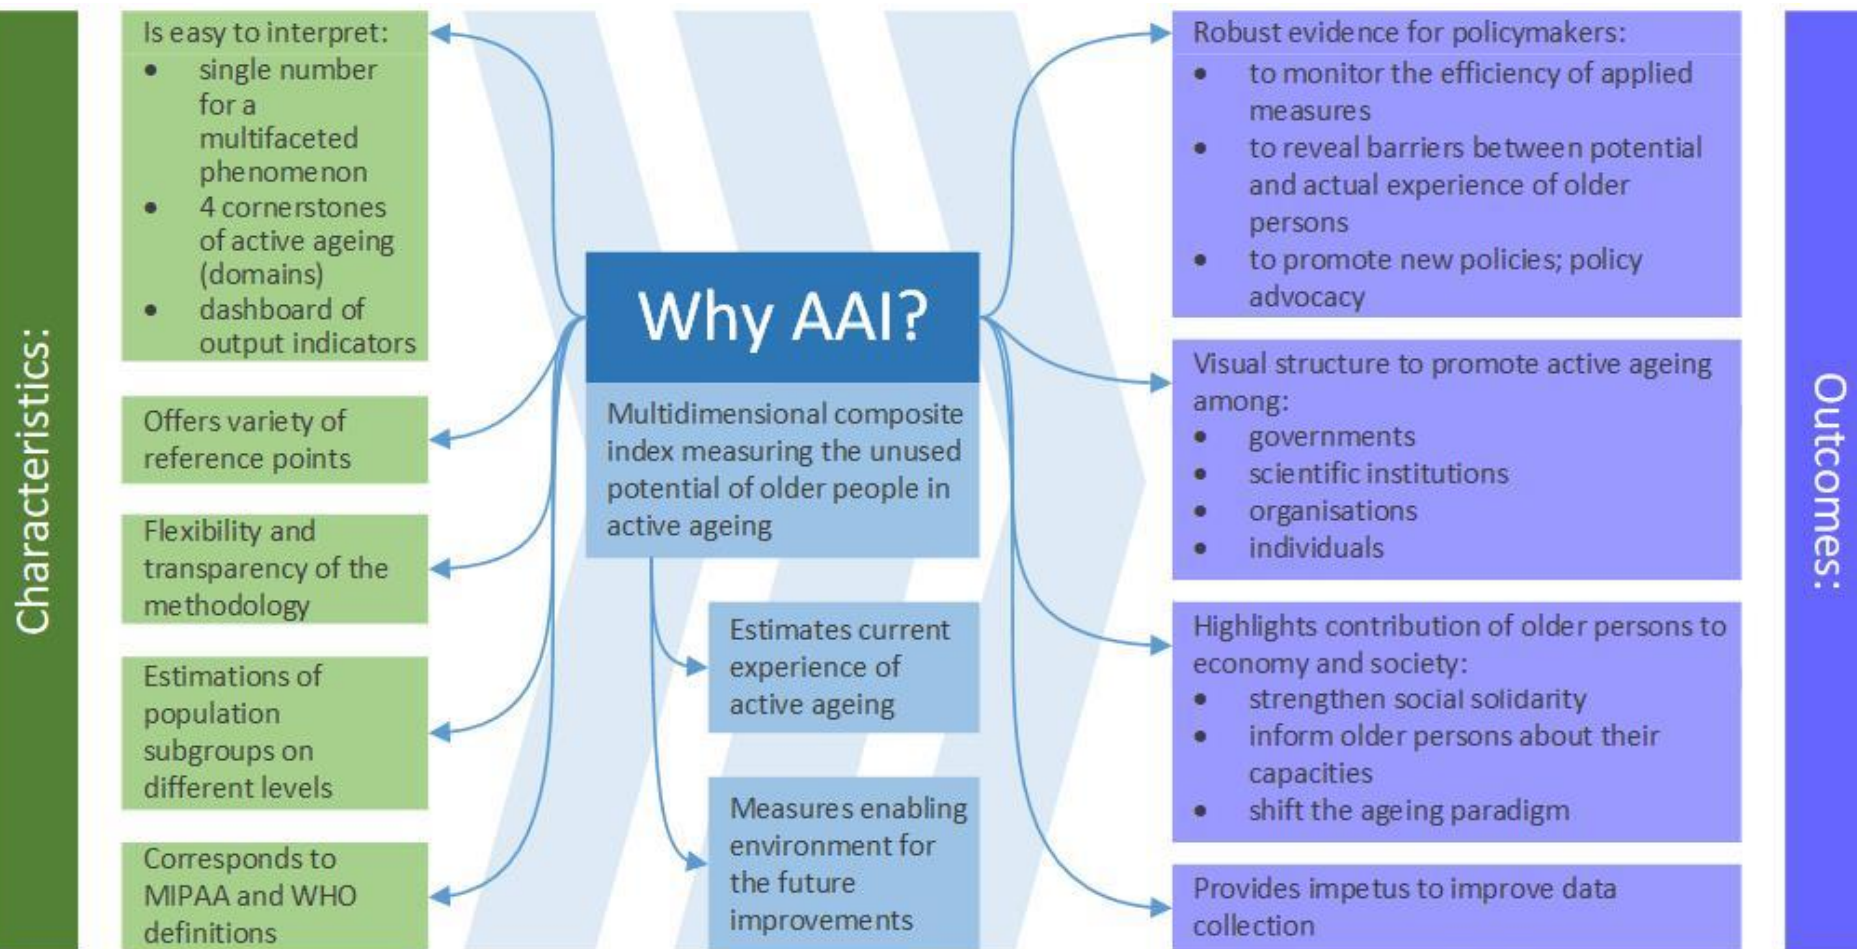 Characteristics:
Is easy to interpret:
• single number
for a
multifaceted
phenomenon
• 4 cornerstones
of active ageing
(domains)
• dashboard of
output indicators
Offers variety of
reference points
Flexibility and
transparency of the
methodology
Estimations of
population
subgroups on
different levels
Corresponds to
MIPAA and WHO
definitions
Why AAI?
Multidimensional composite
index measuring the unused
potential of older people in
active ageing
Estimates current
experience of
active ageing
Measures enabling
environment for
the future
improvements
Robust evidence for policymakers:
• to monitor the efficiency of applied
measures
• to reveal barriers between potential
and actual experience of older
persons
• to promote new policies; policy
advocacy
Visual structure to promote active ageing
among:
• governments
• scientific institutions
• organisations
• individuals
Highlights contribution of older persons to
economy and society:
• strengthen social solidarity
• inform older persons about their
capacities
• shift the ageing paradigm
Provides impetus to improve data
collection
Outcomes: